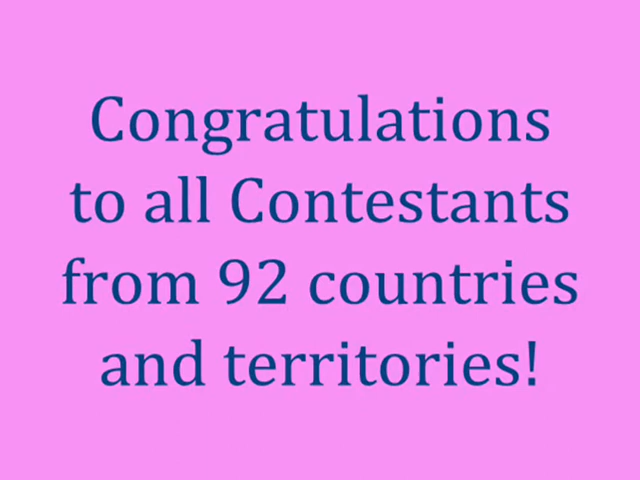 Congratulations
to all Contestants
from 92 countries
and territories!